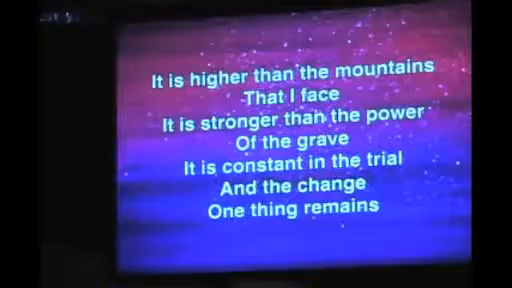 It is higher than the mountains
That I face
It is stronger than the power
Of the grave
It is constant in the trial
And the change
One thing remains